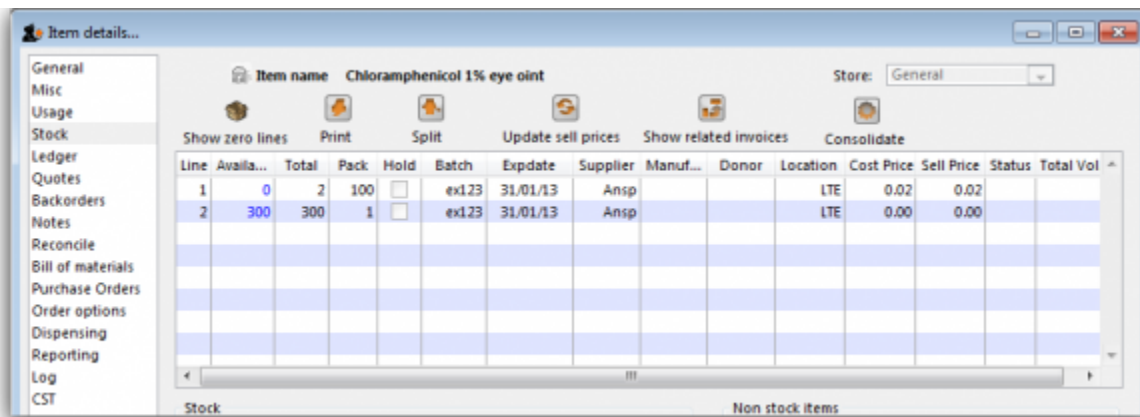 Item details...
General
Misc
Usage
Stock
Ledger
Quotes
Backorders
Notes
Reconcile
Bill of materials
Purchase Orders
Order options
Dispensing
Reporting
Log
CST
Item name Chloramphenicol 1% eye oint Store: General
Show zero lines Print Split Update sell prices Show related invoices Consolidate
Line Availa... Total Pack Hold Batch Expdate Supplier Manuf... Donor Location Cost Price Sell Price Status Total Vol
1 0 2 100 ex123 31/01/13 Ansp LTE 0.02 0.02
2 300 300 1 ex123 31/01/13 Ansp LTE 0.00 0.00
Stock Non stock items